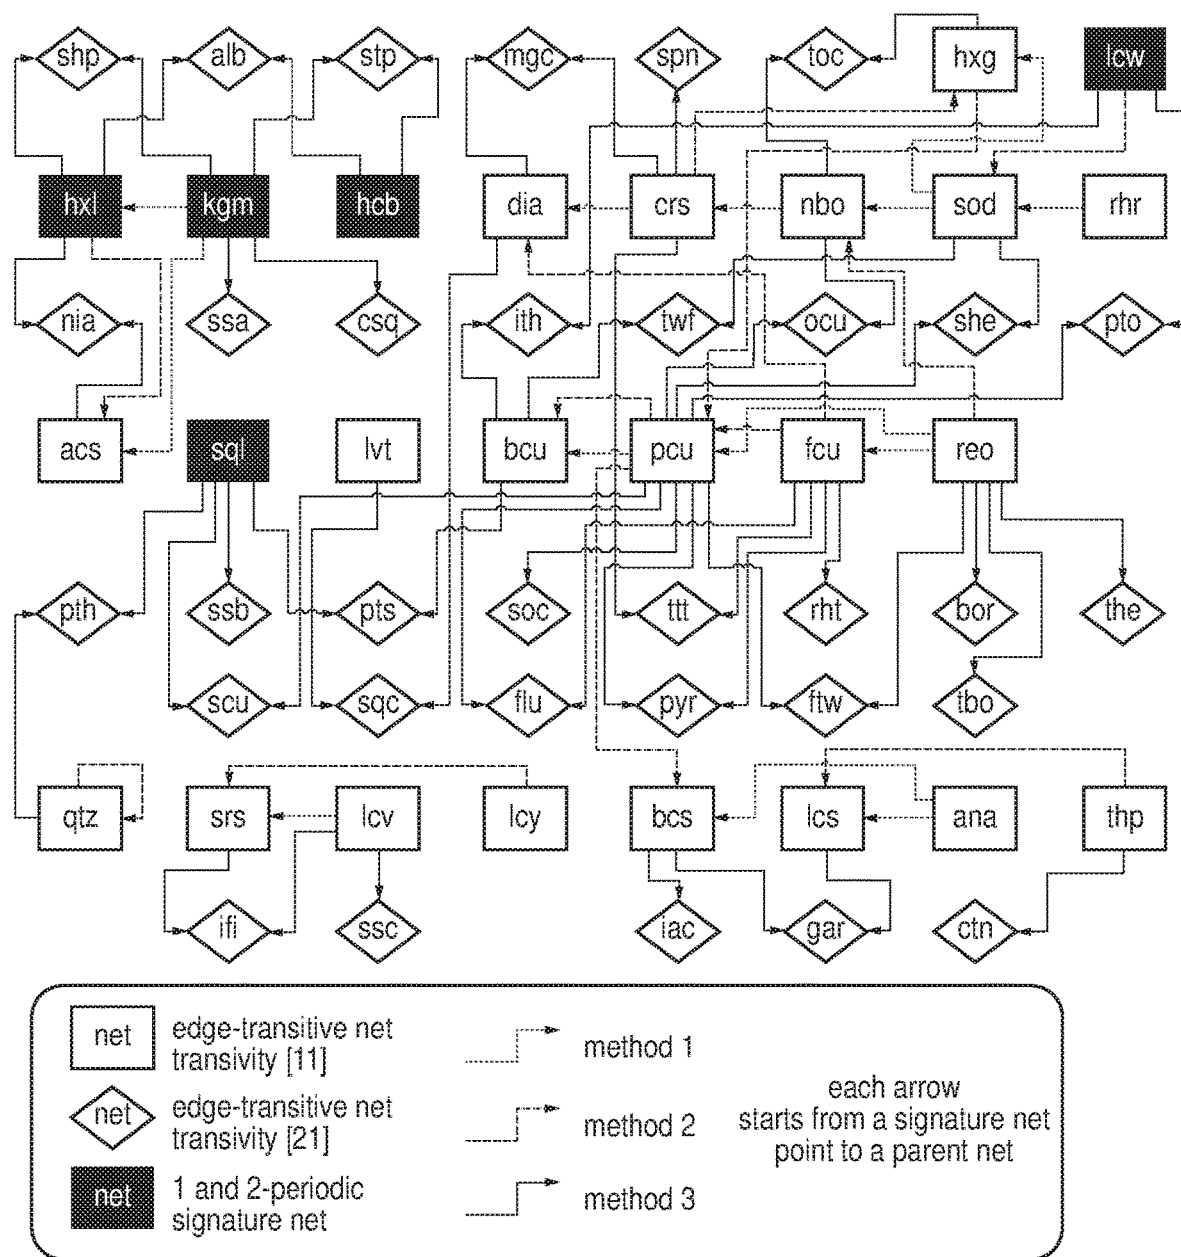 shp alb stp mgc spn toc hxg lcw
hxl kgm hcb dia crs nbo sod rhr
nia ssa csq ith twf ocu she pto
acs sql lvt bcu pcu fcu reo
pth ssb pts soc ttt rht bor the
scu sqc flu pyr ftw tbo
qtz srs lcv lcy bcs lcs ana thp
ifi ssc iac gar ctn
net
edge-transitive net
transivity [11]
net
edge-transitive net
transivity [21]
net
1 and 2-periodic
signature net
method 1
method 2
method 3
each arrow
starts from a signature net
point to a parent net